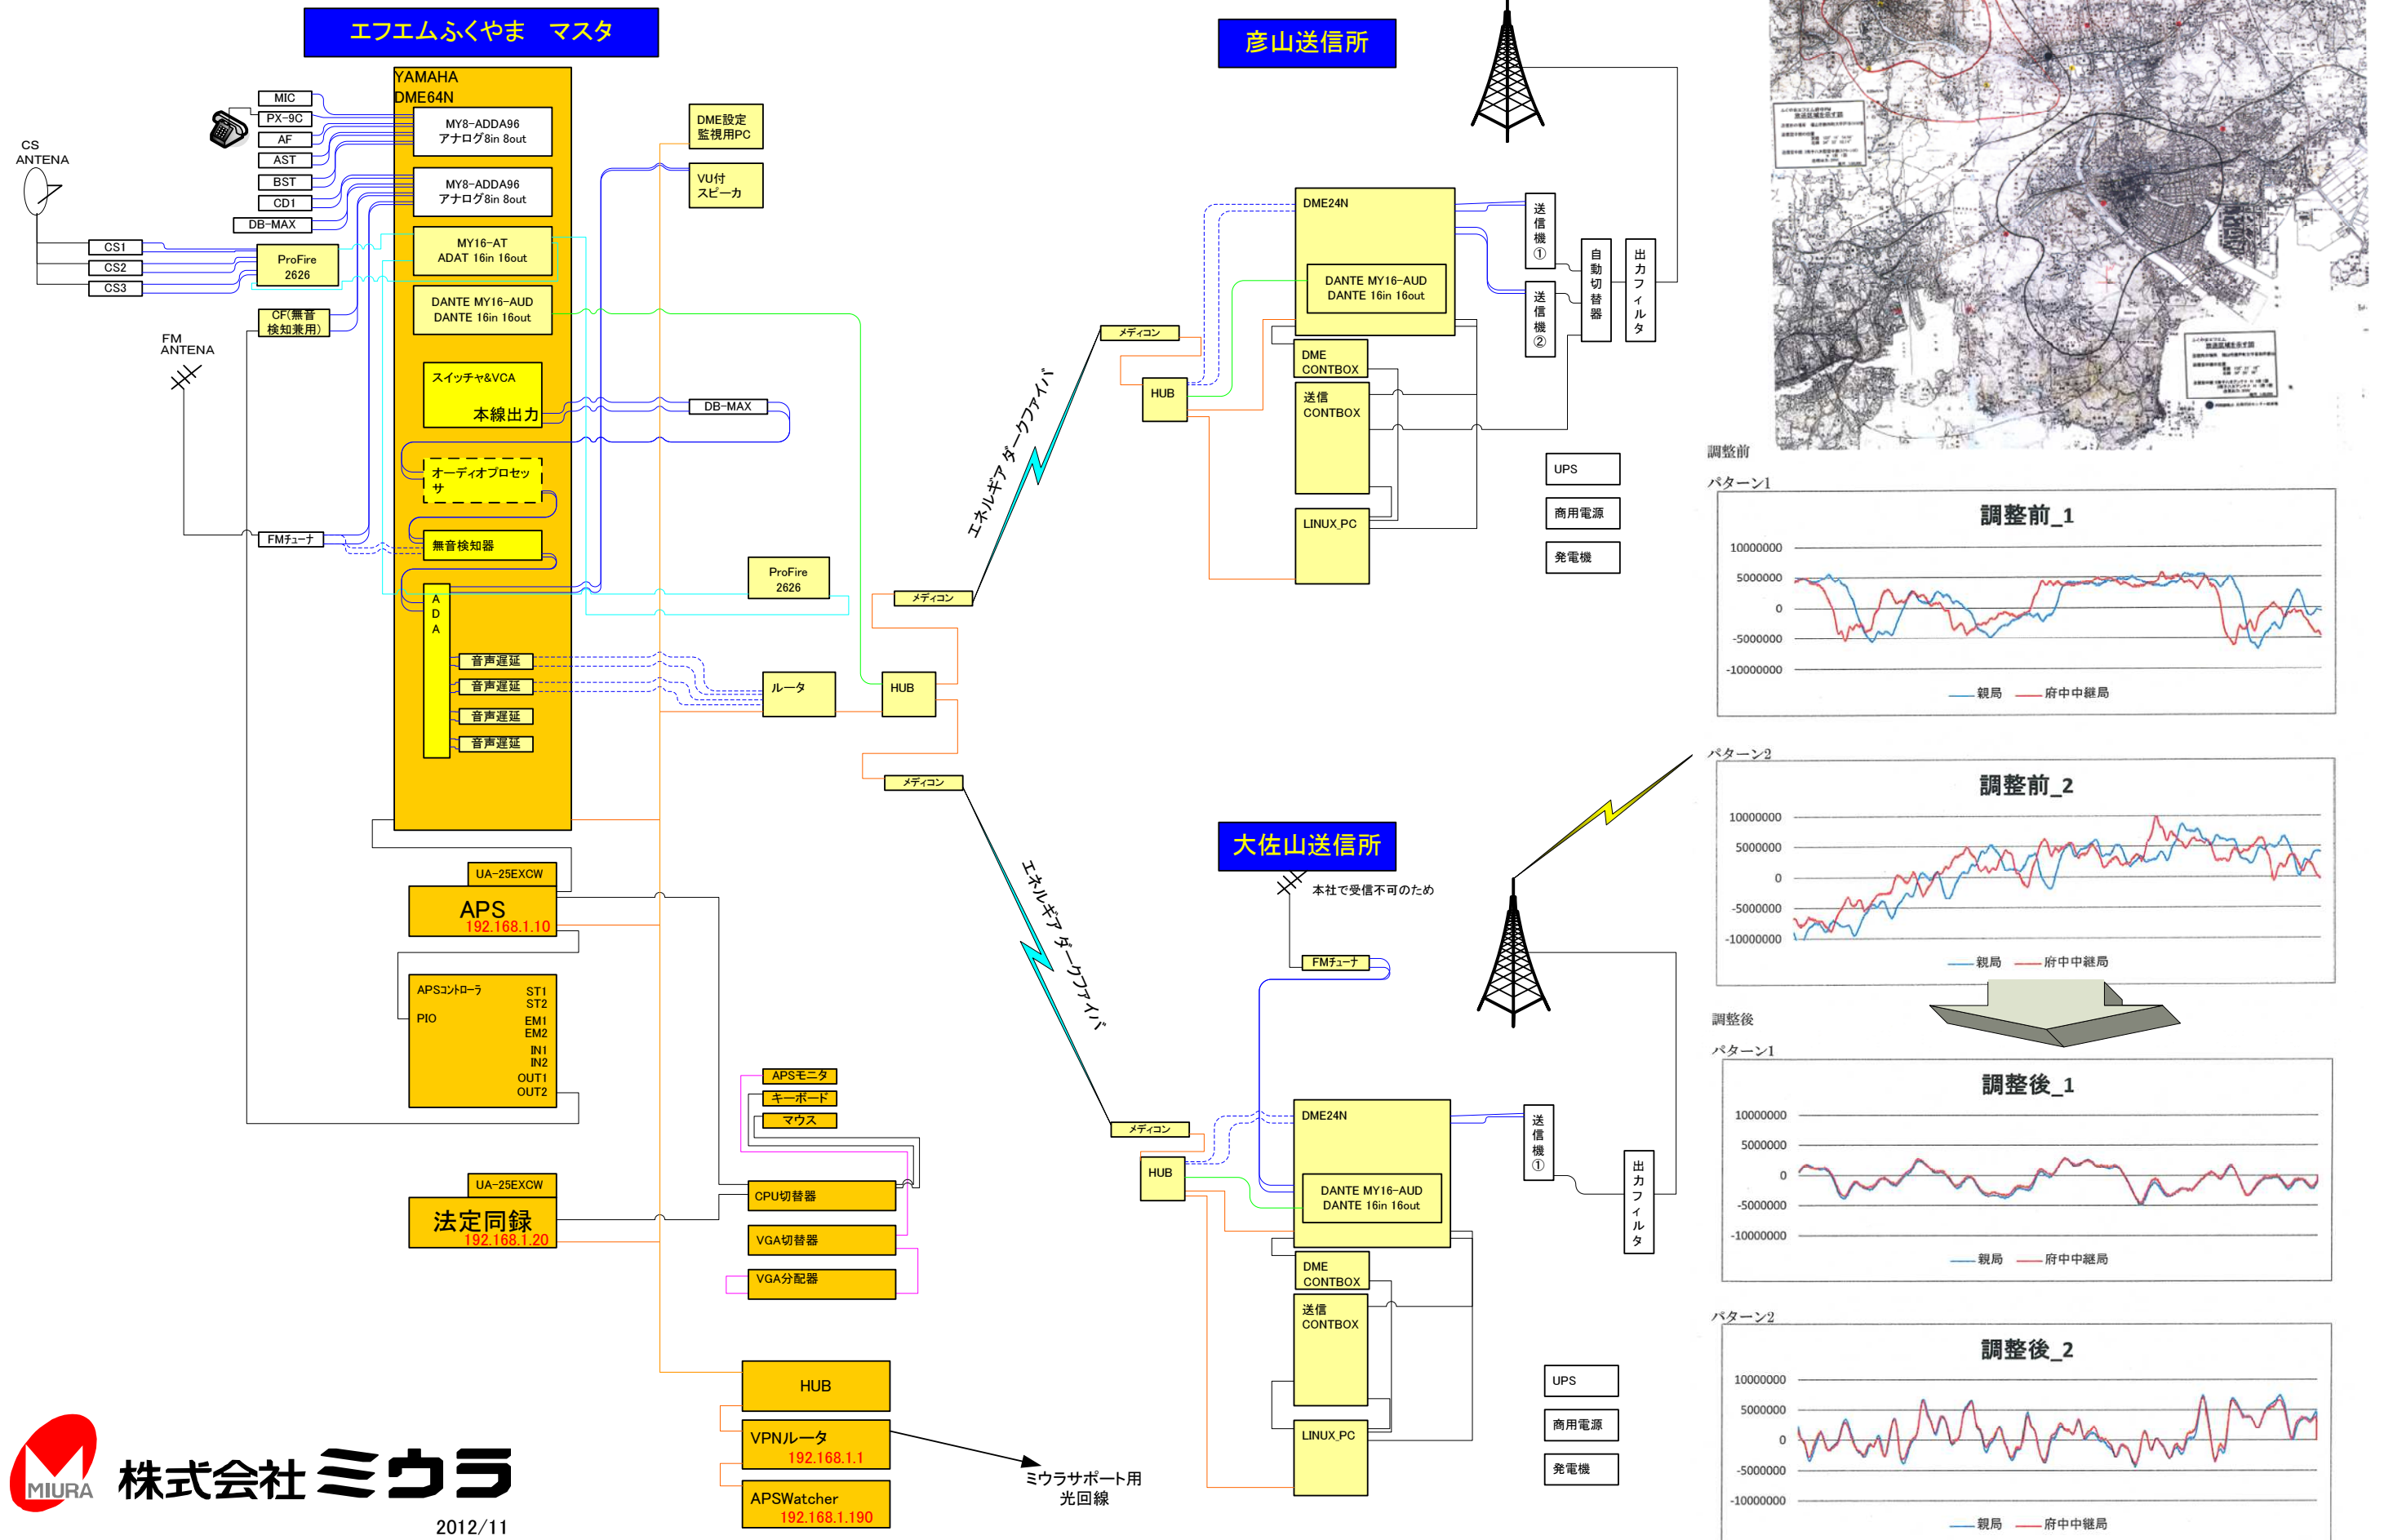 エフエムふくやま　マスタ
YAMAHA
DME64N
MIC
PX-9C
AF
AST
BST
CD1
DB-MAX
MY8-ADDA96
アナログ8in 8out
MY8-ADDA96
アナログ8in 8out
MY16-AT
ADAT 16in 16out
DANTE MY16-AUD
DANTE 16in 16out
CS
ANTENA
CS1
CS2
CS3
ProFire
2626
CF(無音
検知兼用)
FM
ANTENA
FMチューナ
スイッチャ&VCA
本線出力
オーディオプロセッ
サ
無音検知器
A
D
A
音声遅延
音声遅延
音声遅延
音声遅延
DME設定
監視用PC
VU付
スピーカ
DB-MAX
ProFire
2626
ルータ
HUB
メディコン
メディコン
エネルギア ダークファイバ
エネルギア ダークファイバ
UA-25EXCW
APS
192.168.1.10
APSコントローラ
PIO
ST1
ST2
EM1
EM2
IN1
IN2
OUT1
OUT2
UA-25EXCW
法定同録
192.168.1.20
APSモニタ
キーボード
マウス
CPU切替器
VGA切替器
VGA分配器
HUB
VPNルータ
192.168.1.1
APSWatcher
192.168.1.190
ミウラサポート用
光回線
MIURA
株式会社ミウラ
2012/11
彦山送信所
メディコン
HUB
DME24N
DANTE MY16-AUD
DANTE 16in 16out
DME
CONTBOX
送信
CONTBOX
LINUX_PC
送信機①
送信機②
自動切替器
出力フィルタ
UPS
商用電源
発電機
大佐山送信所
本社で受信不可のため
FMチューナ
メディコン
HUB
DME24N
DANTE MY16-AUD
DANTE 16in 16out
DME
CONTBOX
送信
CONTBOX
LINUX_PC
送信機①
出力フィルタ
UPS
商用電源
発電機
調整前
パターン1
調整前_1
10000000
5000000
0
-5000000
-10000000
親局 府中中継局
パターン2
調整前_2
10000000
5000000
0
-5000000
-10000000
親局 府中中継局
調整後
パターン1
調整後_1
10000000
5000000
0
-5000000
-10000000
親局 府中中継局
パターン2
調整後_2
10000000
5000000
0
-5000000
-10000000
親局 府中中継局